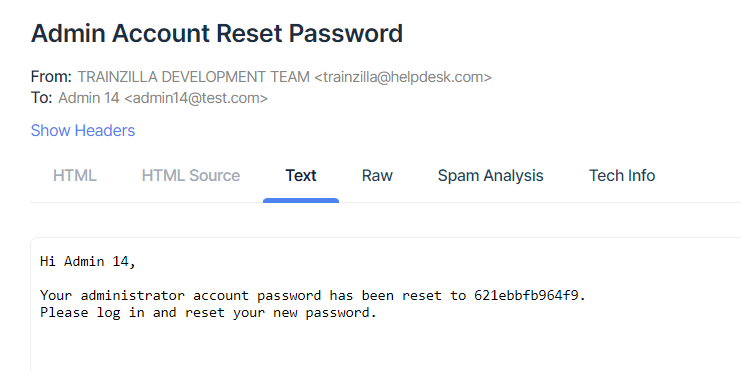 Admin Account Reset Password
From: TRAINZILLA DEVELOPMENT TEAM <trainzilla@helpdesk.com>
To: Admin 14 <admin14@test.com>
Show Headers
HTML HTML Source Text Raw Spam Analysis Tech Info
Hi Admin 14,
Your administrator account password has been reset to 621ebbfb964f9.
Please log in and reset your new password.